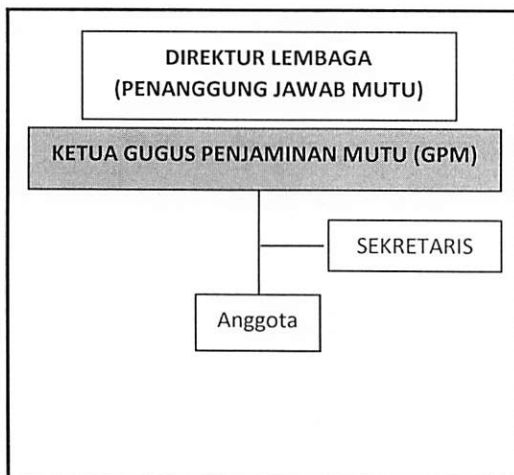 DIREKTUR LEMBAGA
(PENANGGUNG JAWAB MUTU)
KETUA GUGUS PENJAMINAN MUTU (GPM)
SEKRETARIS
Anggota